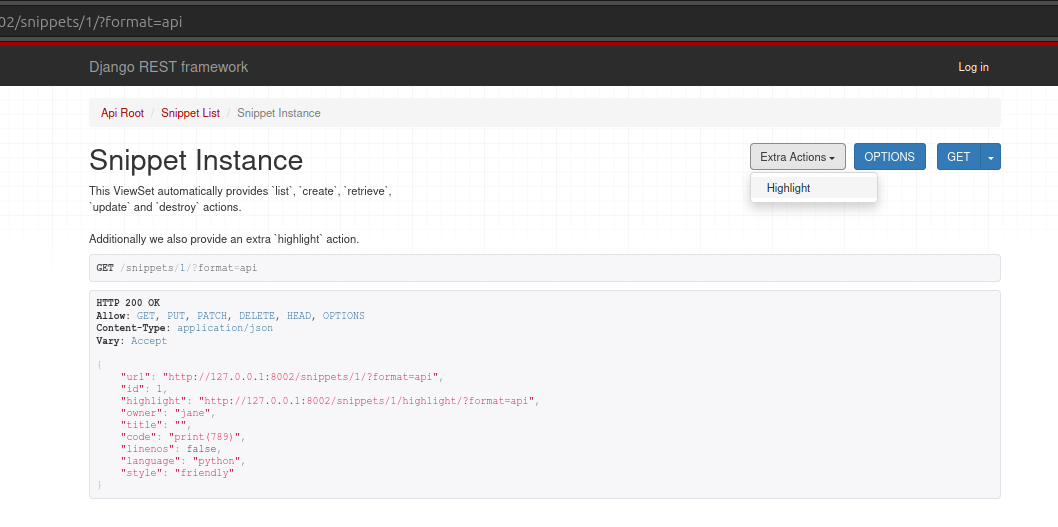 02/snippets/1/?format=api
Django REST framework Log in
Api Root / Snippet List / Snippet Instance
Snippet Instance
Extra Actions OPTIONS GET
Highlight
This ViewSet automatically provides `list`, `create`, `retrieve`,
`update` and `destroy` actions.
Additionally we also provide an extra `highlight` action.
GET /snippets/1/?format=api
HTTP 200 OK
Allow: GET, PUT, PATCH, DELETE, HEAD, OPTIONS
Content-Type: application/json
Vary: Accept
{
    "url": "http://127.0.0.1:8002/snippets/1/?format=api",
    "id": 1,
    "highlight": "http://127.0.0.1:8002/snippets/1/highlight/?format=api",
    "owner": "jane",
    "title": "",
    "code": "print(789)",
    "linenos": false,
    "language": "python",
    "style": "friendly"
}